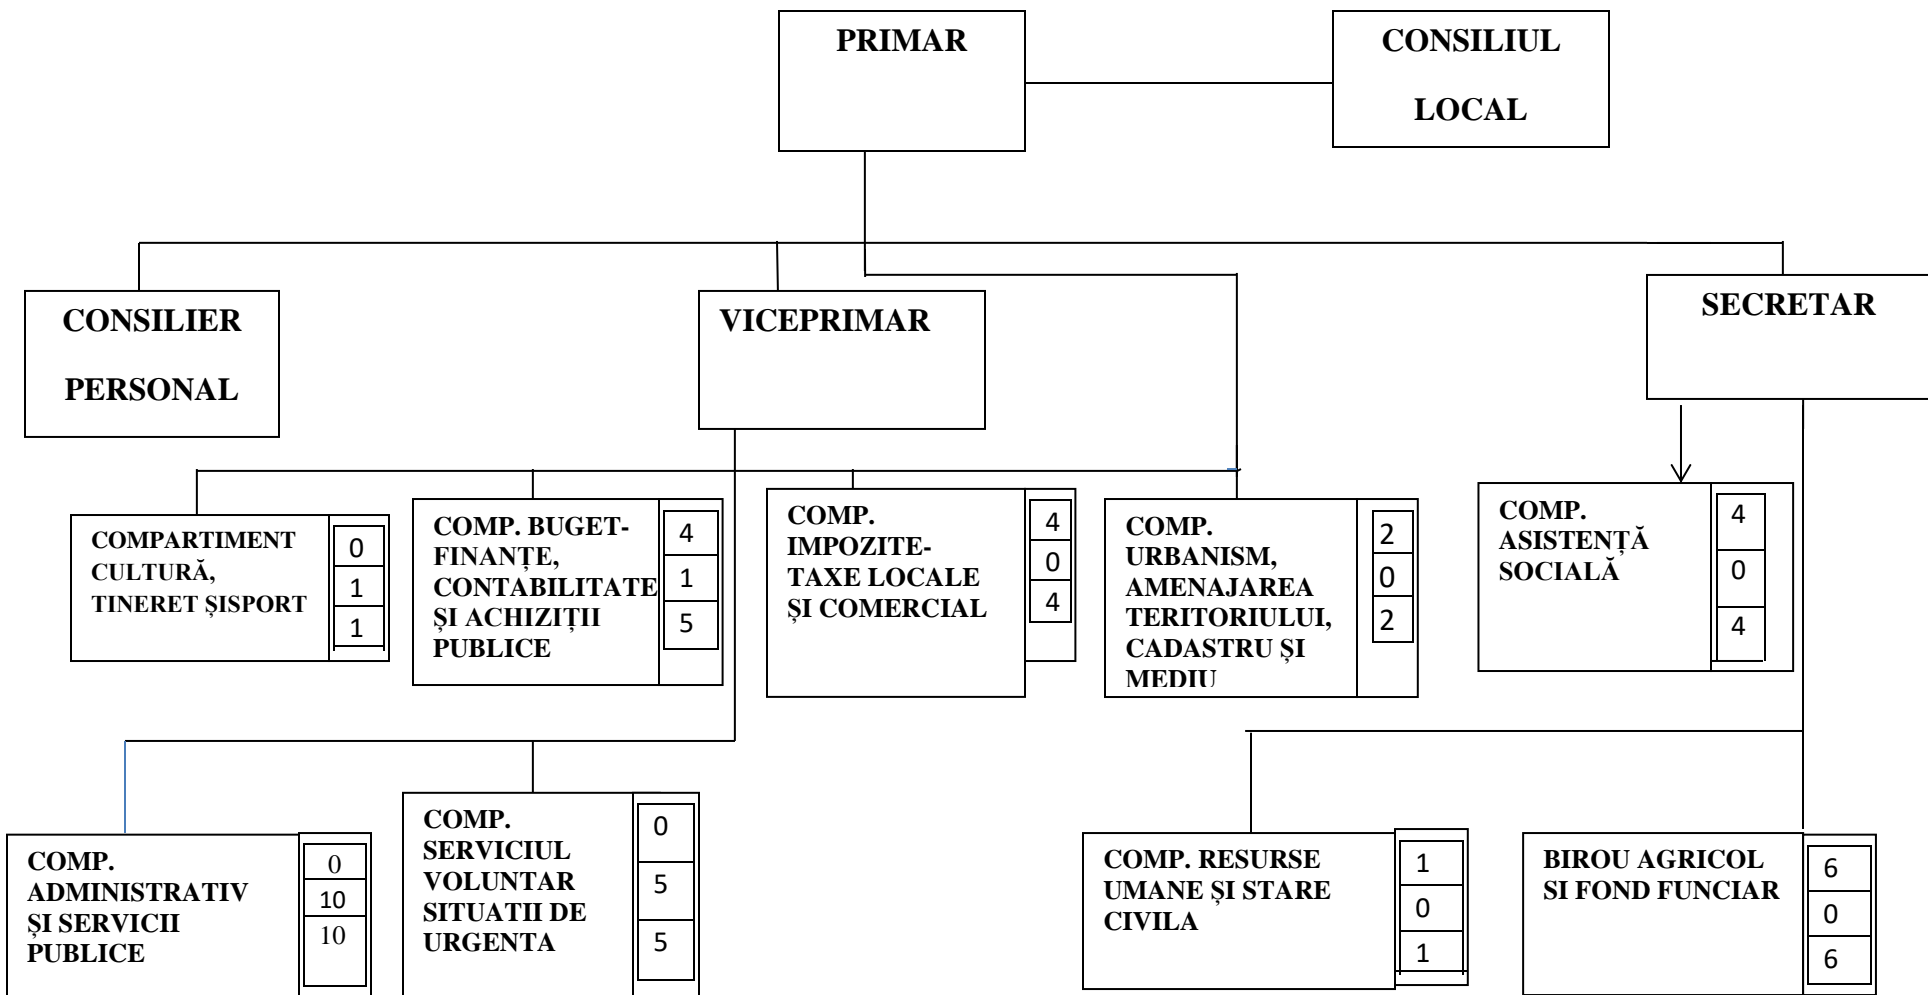 PRIMAR
CONSILIUL
LOCAL
CONSILIER
PERSONAL
VICEPRIMAR
SECRETAR
COMPARTIMENT
CULTURĂ,
TINERET ȘISPORT
0
1
1
COMP. BUGET-
FINANȚE,
CONTABILITATE
ȘI ACHIZIȚII
PUBLICE
4
1
5
COMP.
IMPOZITE-
TAXE LOCALE
ȘI COMERCIAL
4
0
4
COMP.
URBANISM,
AMENAJAREA
TERITORIULUI,
CADASTRU ȘI
MEDIU
2
0
2
COMP.
ASISTENȚĂ
SOCIALĂ
4
0
4
COMP.
ADMINISTRATIV
ȘI SERVICII
PUBLICE
0
10
10
COMP.
SERVICIUL
VOLUNTAR
SITUATII DE
URGENTA
0
5
5
COMP. RESURSE
UMANE ȘI STARE
CIVILA
1
0
1
BIROU AGRICOL
SI FOND FUNCIAR
6
0
6